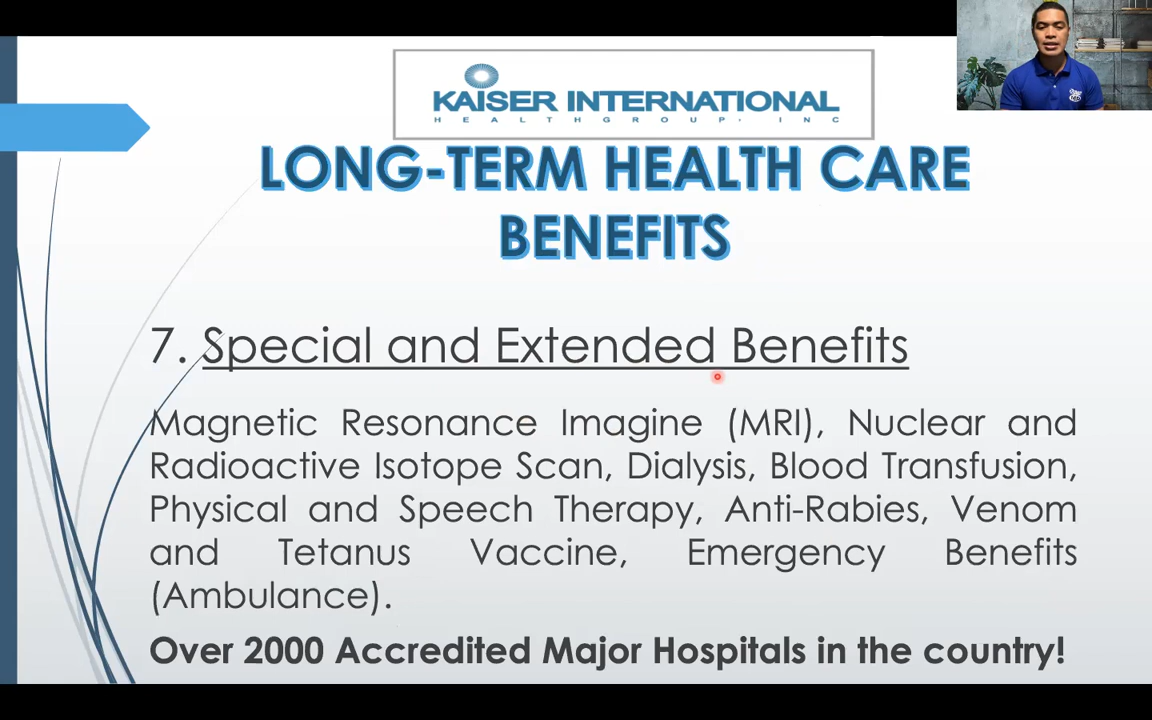 KAISER INTERNATIONAL
HEALTHGROUP, INC
LONG-TERM HEALTH CARE
BENEFITS
7. Special and Extended Benefits
Magnetic Resonance Imagine (MRI), Nuclear and
Radioactive Isotope Scan, Dialysis, Blood Transfusion,
Physical and Speech Therapy, Anti-Rabies, Venom
and Tetanus Vaccine, Emergency Benefits
(Ambulance).
Over 2000 Accredited Major Hospitals in the country!